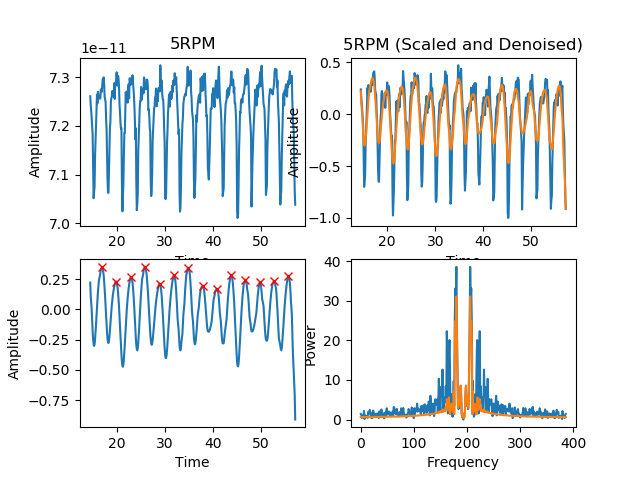 5RPM
1e−11
7.3
7.2
7.1
7.0
Amplitude
20 30 40 50
Time
5RPM (Scaled and Denoised)
0.5
0.0
−0.5
−1.0
Amplitude
20 30 40 50
Time
0.25
0.00
−0.25
−0.50
−0.75
Amplitude
20 30 40 50
Time
40
30
20
10
0
Power
0 100 200 300 400
Frequency